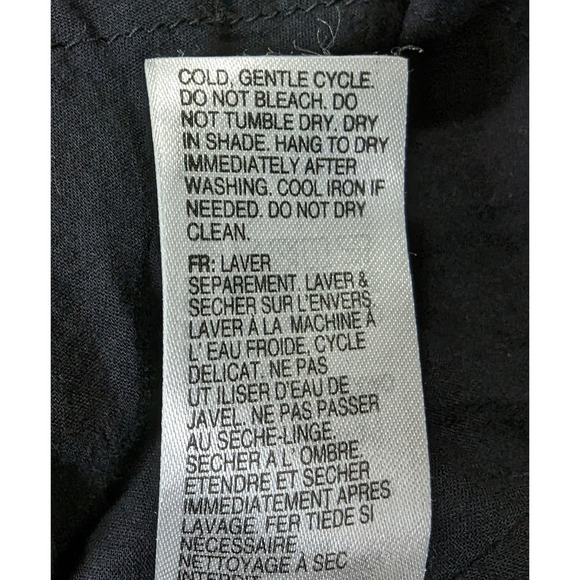 COLD, GENTLE CYCLE.
DO NOT BLEACH. DO
NOT TUMBLE DRY. DRY
IN SHADE. HANG TO DRY
IMMEDIATELY AFTER
WASHING. COOL IRON IF
NEEDED. DO NOT DRY
CLEAN.
FR: LAVER
SEPAREMENT. LAVER &
SECHER SUR L'ENVERS.
LAVER À LA MACHINE À
L' EAU FROIDE, CYCLE
DELICAT. NE PAS
UT ILISER D'EAU DE
JAVEL. NE PAS PASSER
AU SECHE-LINGE.
SECHER A L' OMBRE.
ETENDRE ET SECHER
IMMEDIATEMENT APRES
LAVAGE. FER TIEDE SI
NECESSAIRE
NETTOYAGE À SEC
INTERDIT